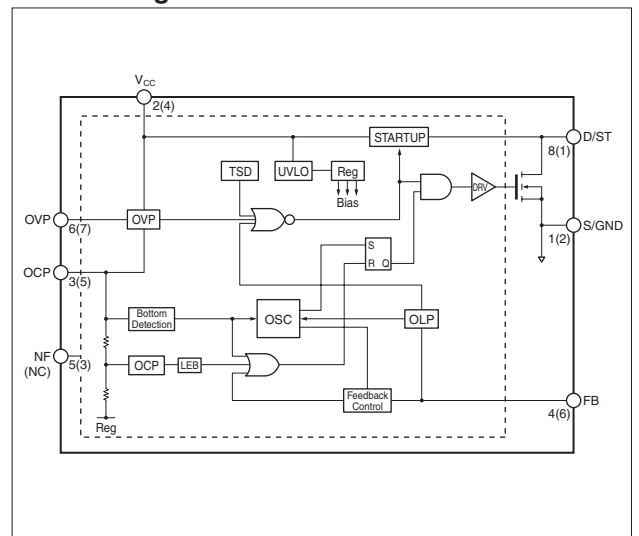 VCC
2(4)
STARTUP
D/ST
8(1)
TSD
UVLO
Reg
Bias
DRV
OVP
6(7)
OVP
S/GND
1(2)
OCP
3(5)
S
R Q
Bottom
Detection
OSC
OLP
NF
(NC)
5(3)
OCP
LEB
Feedback
Control
FB
4(6)
Reg